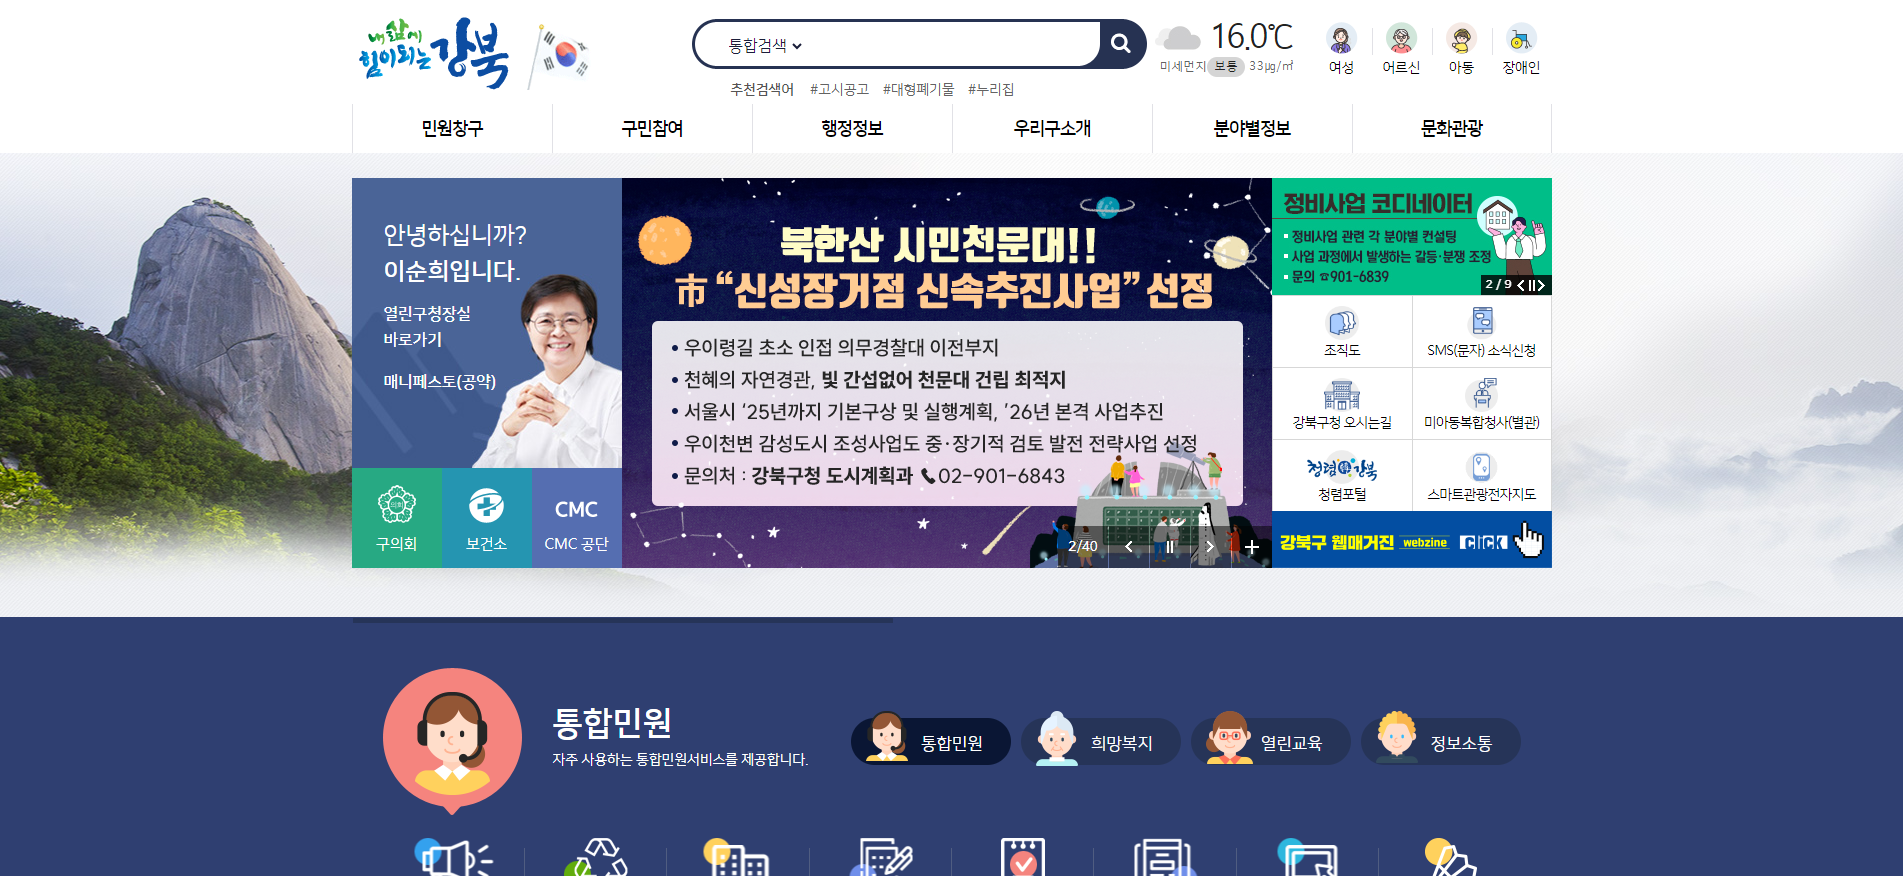 내 삶에
힘이 되는 강북
통합검색
16.0℃
미세먼지 보통 33㎍/㎥
여성
어르신
아동
장애인
추천검색어 #고시공고 #대형폐기물 #누리집
민원창구
구민참여
행정정보
우리구소개
분야별정보
문화관광
안녕하십니까?
이순희입니다.
열린구청장실
바로가기
매니페스토(공약)
구의회
보건소
CMC
CMC 공단
북한산 시민천문대!!
市 “신성장거점 신속추진사업” 선정
• 우이령길 초소 인접 의무경찰대 이전부지
• 천혜의 자연경관, 빛 간섭없어 천문대 건립 최적지
• 서울시 ‘25년까지 기본구상 및 실행계획, ’26년 본격 사업추진
• 우이천변 감성도시 조성사업도 중·장기적 검토 발전 전략사업 선정
• 문의처 : 강북구청 도시계획과 02-901-6843
2/40
정비사업 코디네이터
▪ 정비사업 관련 각 분야별 컨설팅
▪ 사업 과정에서 발생하는 갈등·분쟁 조정
▪ 문의 ☎901-6839
2 / 9
조직도
SMS(문자) 소식신청
강북구청 오시는길
미아동복합청사(별관)
청렴 강북
청렴포털
스마트관광전자지도
강북구 웹매거진 webzine CLICK
통합민원
자주 사용하는 통합민원서비스를 제공합니다.
통합민원
희망복지
열린교육
정보소통